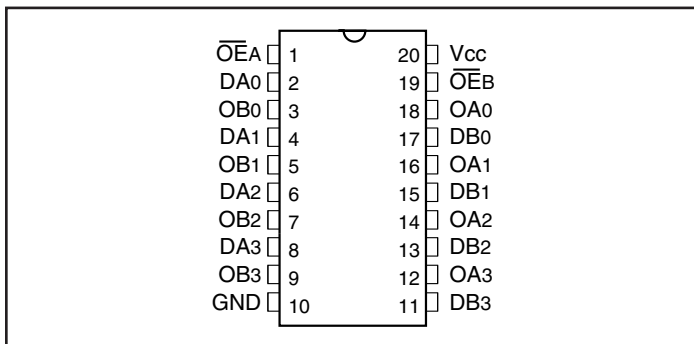 O̅E̅A 1 20 Vcc
DA0 2 19 O̅E̅B
OB0 3 18 OA0
DA1 4 17 DB0
OB1 5 16 OA1
DA2 6 15 DB1
OB2 7 14 OA2
DA3 8 13 DB2
OB3 9 12 OA3
GND 10 11 DB3